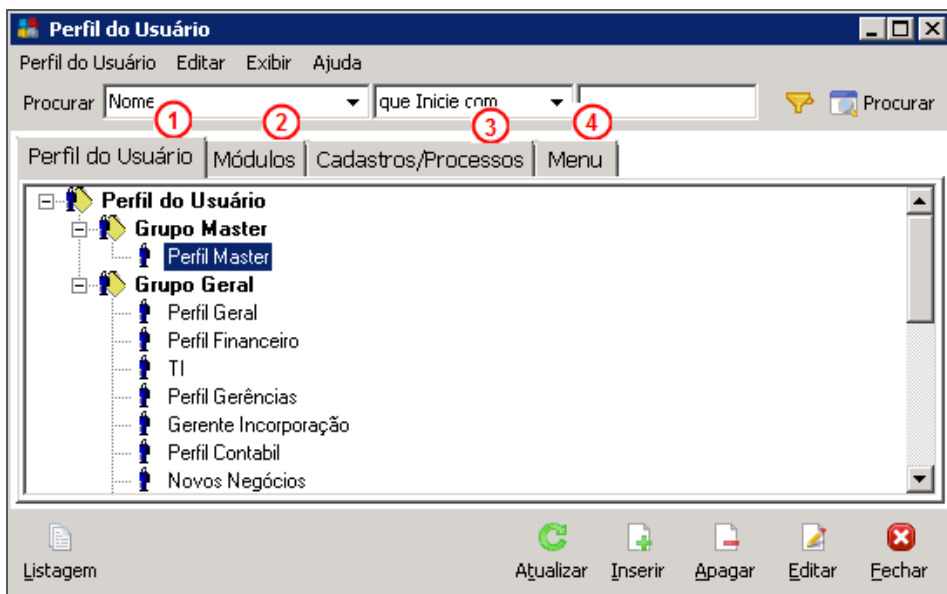 Perfil do Usuário
Perfil do Usuário Editar Exibir Ajuda
Procurar Nome que Inicie com Procurar
1 2 3 4
Perfil do Usuário Módulos Cadastros/Processos Menu
Perfil do Usuário
Grupo Master
Perfil Master
Grupo Geral
Perfil Geral
Perfil Financeiro
TI
Perfil Gerências
Gerente Incorporação
Perfil Contabil
Novos Negócios
Listagem Atualizar Inserir Apagar Editar Fechar